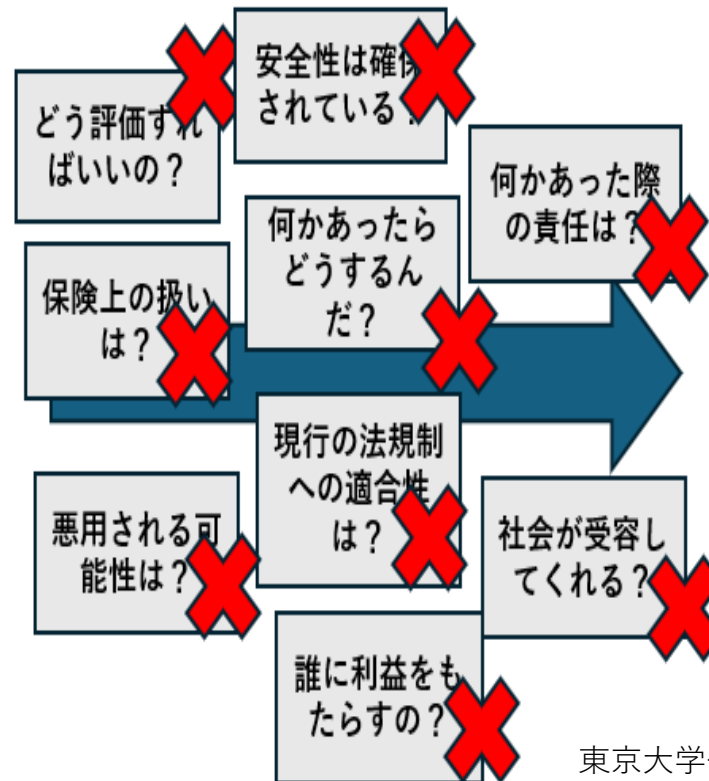 安全性は確保
されている？
どう評価すれ
ばいいの？
何かあった際
の責任は？
何かあったら
どうするん
だ？
保険上の扱い
は？
現行の法規制
への適合性
は？
悪用される可
能性は？
社会が受容し
てくれる？
誰に利益をも
たらすの？
東京大学